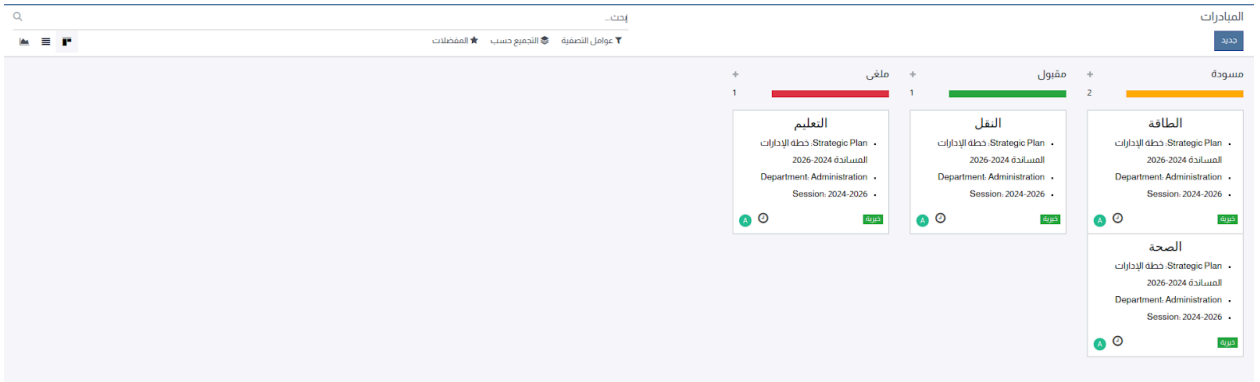 المبادرات
بحث...
جديد
عوامل التصفية
التجميع حسب
المفضلات
مسودة
2
الطاقة
Strategic Plan: خطة الإدارات
المساندة 2024-2026
Department: Administration
Session: 2024-2026
خيرية
A
الصحة
Strategic Plan: خطة الإدارات
المساندة 2024-2026
Department: Administration
Session: 2024-2026
خيرية
A
مقبول
1
النقل
Strategic Plan: خطة الإدارات
المساندة 2024-2026
Department: Administration
Session: 2024-2026
خيرية
A
ملغى
1
التعليم
Strategic Plan: خطة الإدارات
المساندة 2024-2026
Department: Administration
Session: 2024-2026
خيرية
A